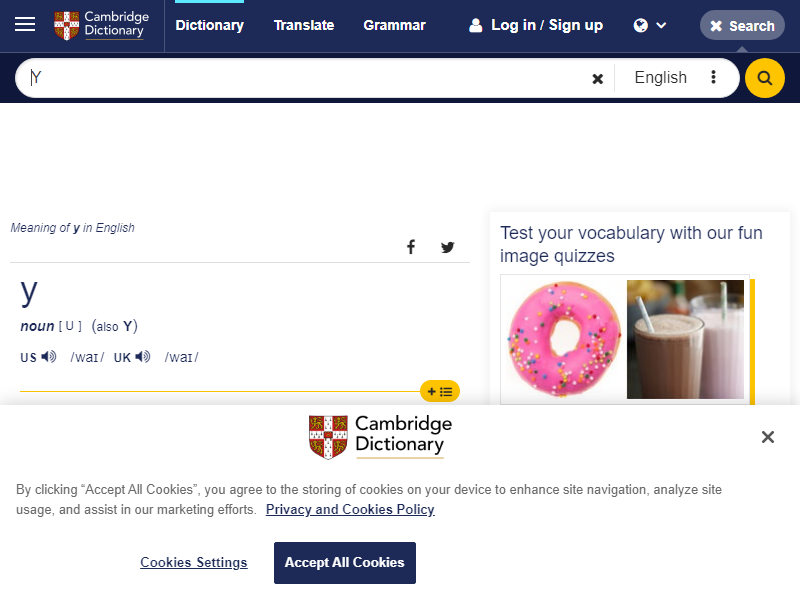 Cambridge
Dictionary
Dictionary
Translate
Grammar
Log in / Sign up
Search
Y
English
Meaning of y in English
y
noun [ U ] (also Y)
US /waɪ/ UK /waɪ/
Test your vocabulary with our fun
image quizzes
Cambridge
Dictionary
By clicking “Accept All Cookies”, you agree to the storing of cookies on your device to enhance site navigation, analyze site
usage, and assist in our marketing efforts. Privacy and Cookies Policy
Cookies Settings
Accept All Cookies